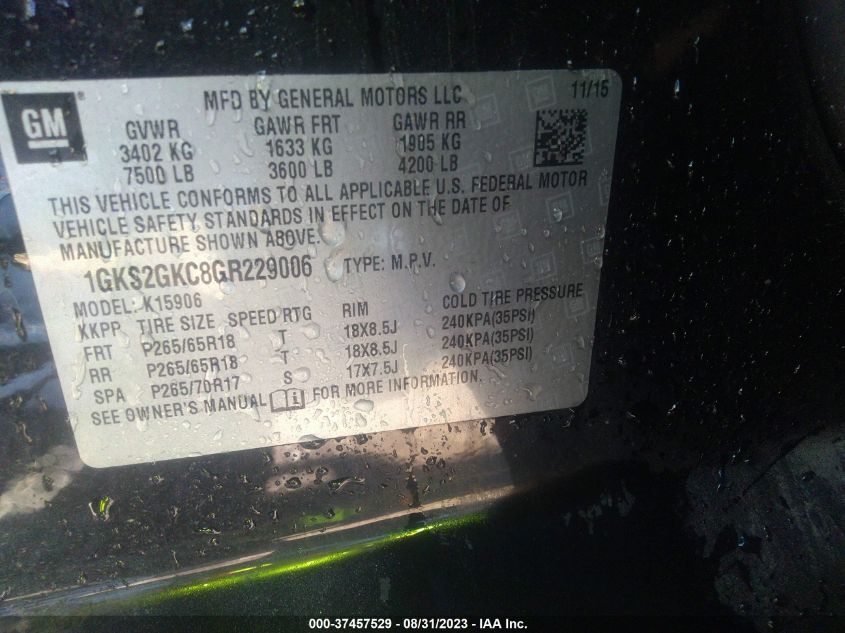 GM
MFD BY GENERAL MOTORS LLC 11/15
GVWR GAWR FRT GAWR RR
3402 KG 1633 KG 1905 KG
7500 LB 3600 LB 4200 LB
THIS VEHICLE CONFORMS TO ALL APPLICABLE U.S. FEDERAL MOTOR
VEHICLE SAFETY STANDARDS IN EFFECT ON THE DATE OF
MANUFACTURE SHOWN ABOVE.
1GKS2GKC8GR229006 TYPE: M.P.V.
MODEL: K15906
KKPP TIRE SIZE SPEED RTG RIM COLD TIRE PRESSURE
FRT P265/65R18 T 18X8.5J 240KPA(35PSI)
RR P265/65R18 T 18X8.5J 240KPA(35PSI)
SPA P265/70R17 S 17X7.5J 240KPA(35PSI)
SEE OWNER'S MANUAL FOR MORE INFORMATION.
000-37457529 - 08/31/2023 - IAA Inc.